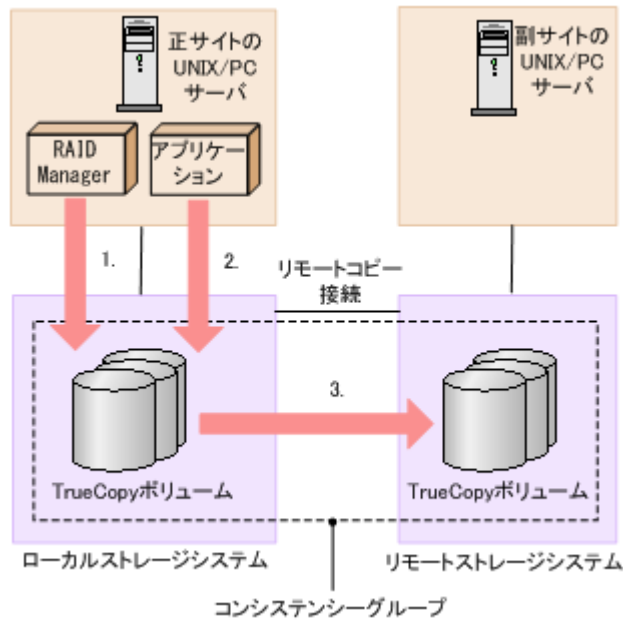 正サイトの
UNIX/PC
サーバ
副サイトの
UNIX/PC
サーバ
RAID
Manager
アプリケー
ション
1.
2.
リモートコピー
接続
3.
TrueCopyボリューム
TrueCopyボリューム
ローカルストレージシステム
リモートストレージシステム
コンシステンシーグループ